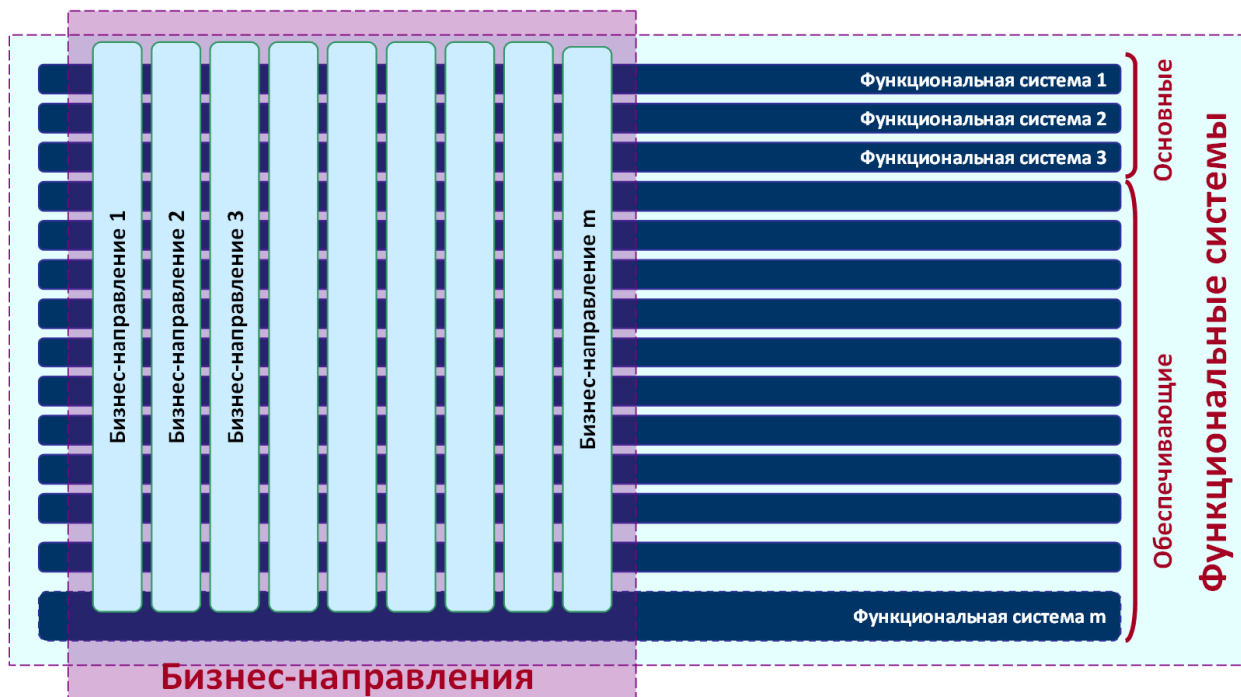 Функциональная система 1
Функциональная система 2
Функциональная система 3
Функциональная система m
Бизнес-направление 1
Бизнес-направление 2
Бизнес-направление 3
Бизнес-направление m
Основные
Обеспечивающие
Функциональные системы
Бизнес-направления